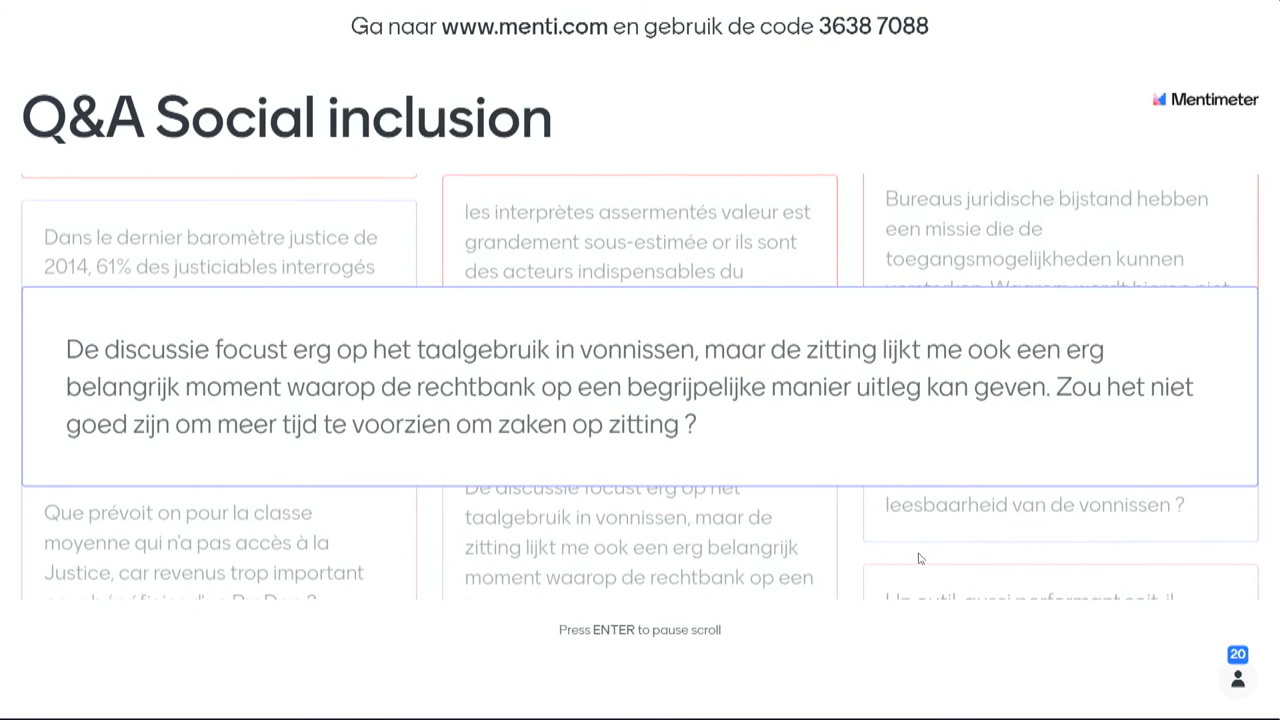 Ga naar www.menti.com en gebruik de code 3638 7088
Q&A Social inclusion
Mentimeter
Dans le dernier baromètre justice de
2014, 61% des justiciables interrogés
les interprètes assermentés valeur est
grandement sous-estimée or ils sont
des acteurs indispensables du
Bureaus juridische bijstand hebben
een missie die de
toegangsmogelijkheden kunnen
De discussie focust erg op het taalgebruik in vonnissen, maar de zitting lijkt me ook een erg
belangrijk moment waarop de rechtbank op een begrijpelijke manier uitleg kan geven. Zou het niet
goed zijn om meer tijd te voorzien om zaken op zitting ?
Que prévoit on pour la classe
moyenne qui n'a pas accès à la
Justice, car revenus trop important
De discussie focust erg op het
taalgebruik in vonnissen, maar de
zitting lijkt me ook een erg belangrijk
moment waarop de rechtbank op een
leesbaarheid van de vonnissen ?
Press ENTER to pause scroll
20